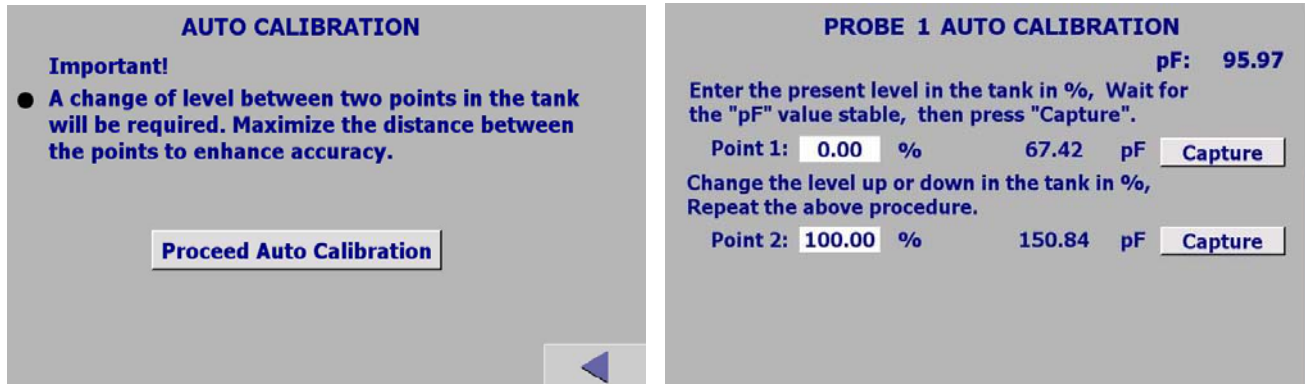 AUTO CALIBRATION
Important!
● A change of level between two points in the tank
will be required. Maximize the distance between
the points to enhance accuracy.
Proceed Auto Calibration
PROBE 1 AUTO CALIBRATION
pF: 95.97
Enter the present level in the tank in %, Wait for
the "pF" value stable, then press "Capture".
Point 1: 0.00 % 67.42 pF Capture
Change the level up or down in the tank in %,
Repeat the above procedure.
Point 2: 100.00 % 150.84 pF Capture